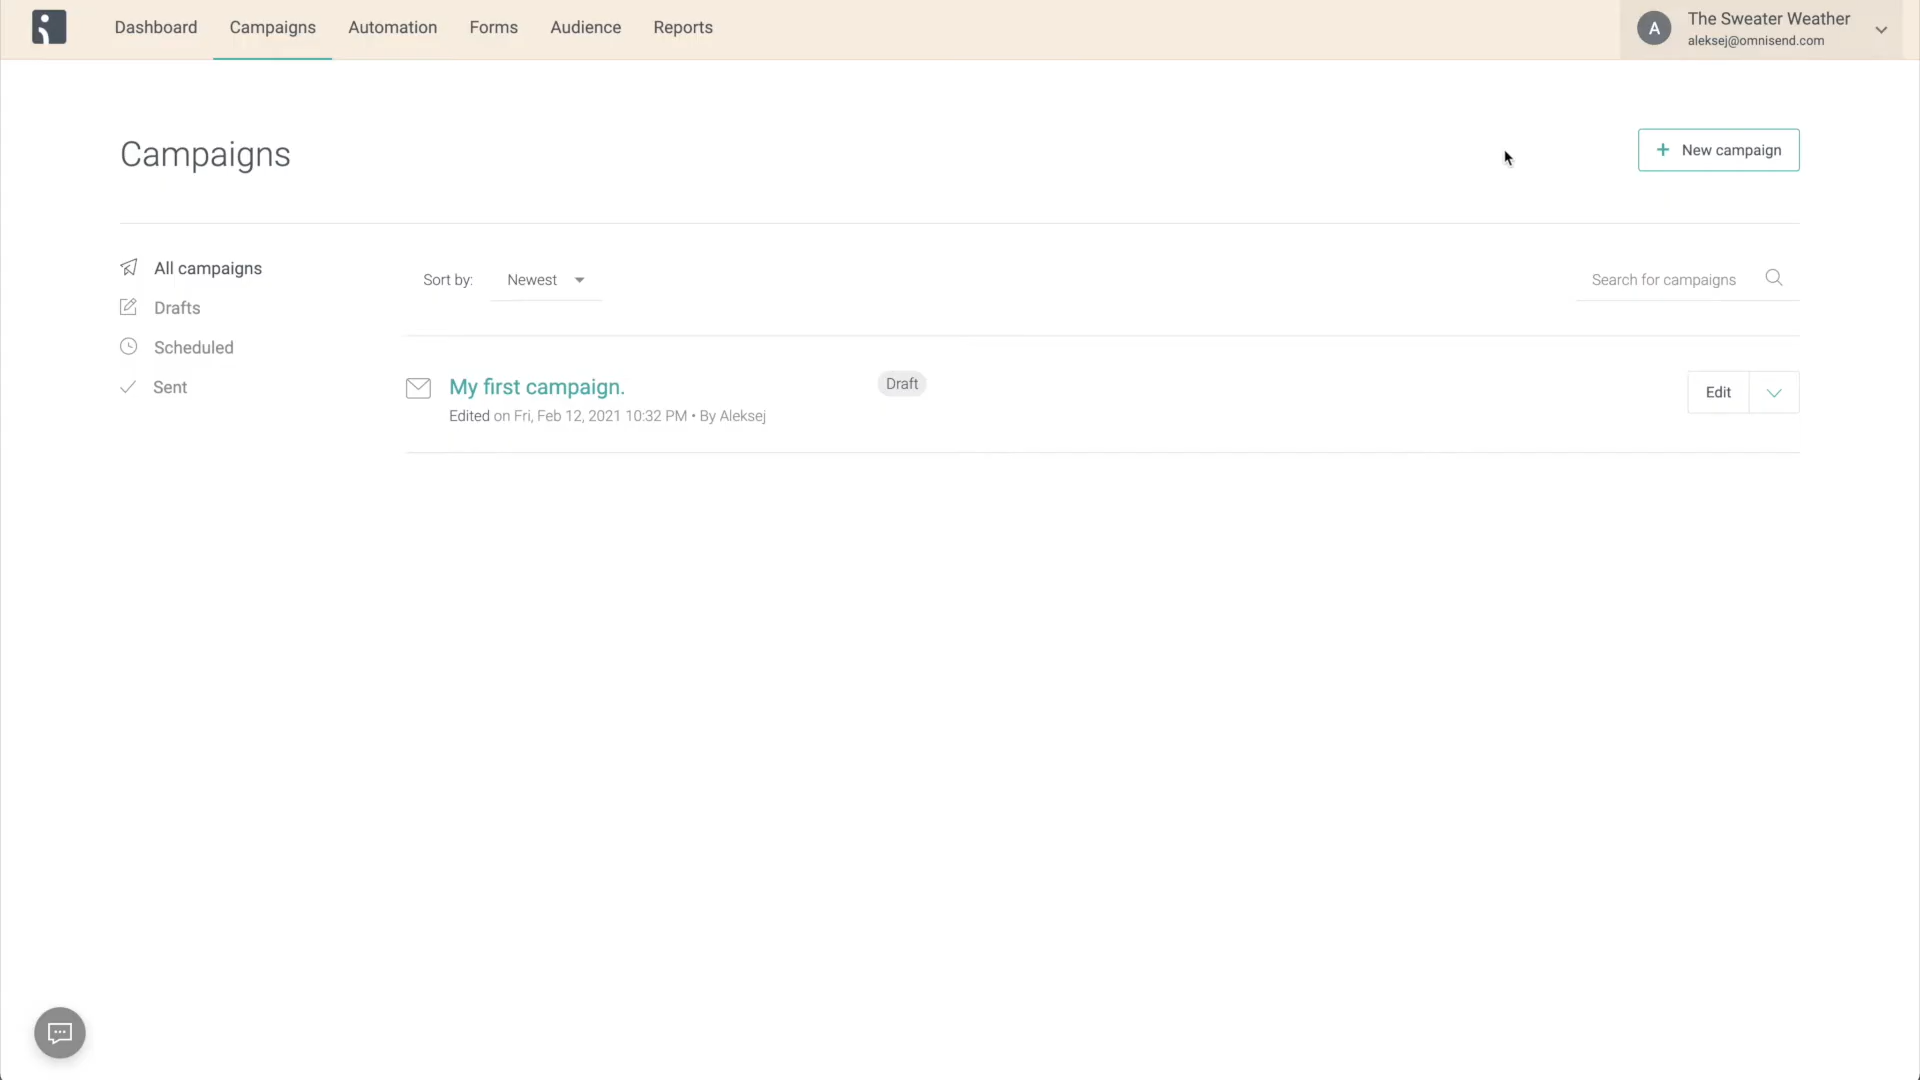 Dashboard Campaigns Automation Forms Audience Reports
A
The Sweater Weather
aleksej@omnisend.com
Campaigns
+ New campaign
All campaigns
Drafts
Scheduled
Sent
Sort by: Newest
Search for campaigns
My first campaign.
Draft
Edit
Edited on Fri, Feb 12, 2021 10:32 PM • By Aleksej